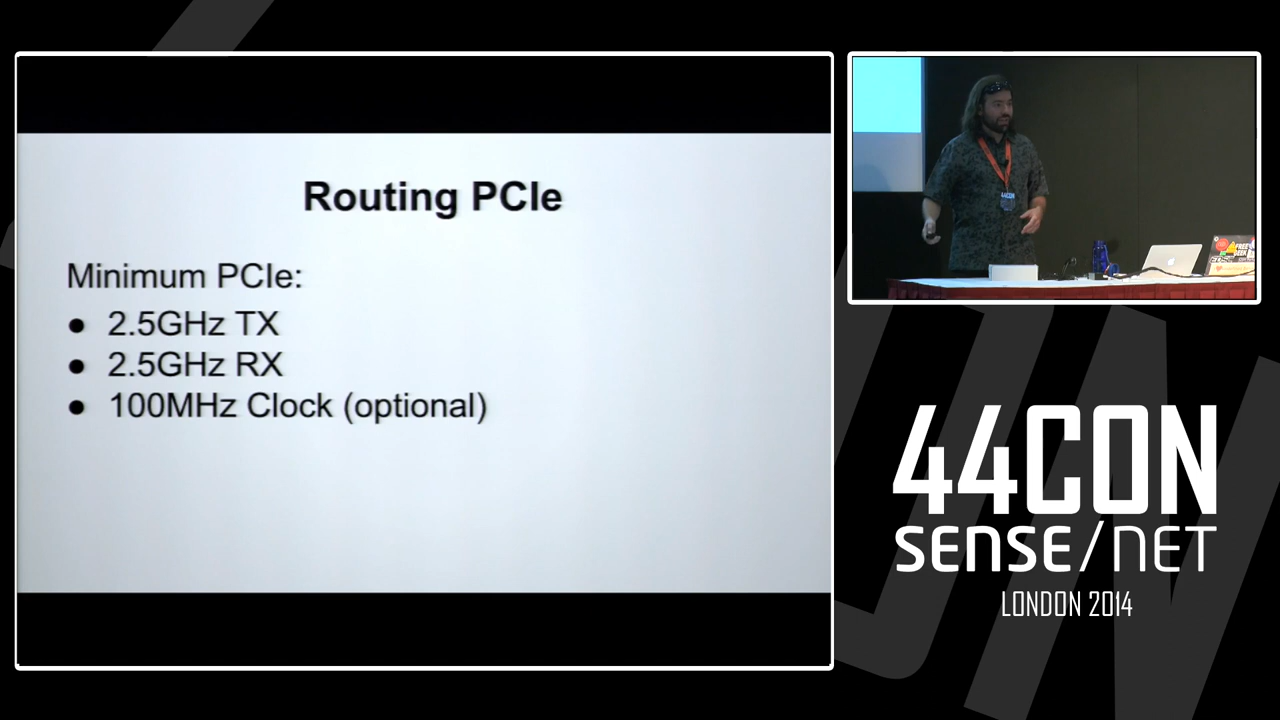 Routing PCIe
Minimum PCIe:
● 2.5GHz TX
● 2.5GHz RX
● 100MHz Clock (optional)
44CON
SENSE/NET
LONDON 2014